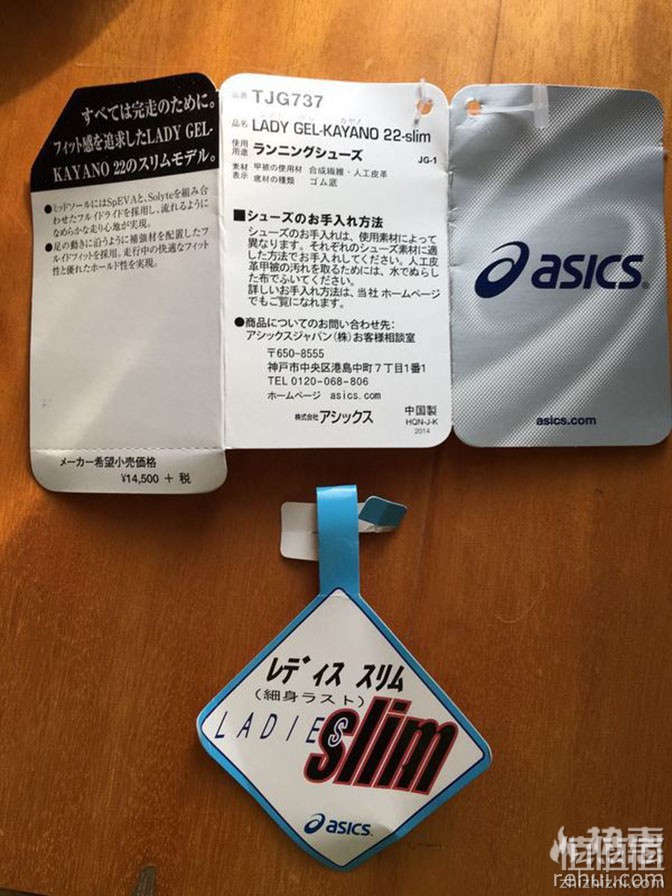 すべては完走のために。
フィット感を追求したLADY GEL-
KAYANO 22のスリムモデル。
●ミッドソールにはSpEVAと、Solyteを組み合
わせたフルイドライドを採用し、流れるように
なめらかな走り心地が実現。
●足の動きに沿うように補強材を配置したフ
ルイドフィットを採用。走行中の快適なフィット
性と優れたホールド性を実現。
メーカー希望小売価格
¥14,500 + 税
品番 TJG737
品名 LADY GEL-KAYANO 22-slim
使用
用途 ランニングシューズ JG-1
素材 甲被の使用材 合成繊維・人工皮革
表示 底材の種類 ゴム底
■シューズのお手入れ方法
シューズのお手入れは、使用素材によって
異なります。それぞれのシューズ素材に適
した方法でお手入れしてください。人工皮
革甲被の汚れを取るためには、水でぬらし
た布でふいてください。
詳しいお手入れ方法は、当社 ホームページ
でもご覧になれます。
●商品についてのお問い合わせ先:
アシックスジャパン(株)お客様相談室
〒650-8555
神戸市中央区港島中町7丁目1番1
TEL 0120-068-806
ホームページ asics.com
株式会社 アシックス
中国製
HQN-J-K
2014
asics
asics.com
レディス スリム
(細身ラスト)
LADIES
slim
asics
值值值
rahui.com
zhizhizhi.com